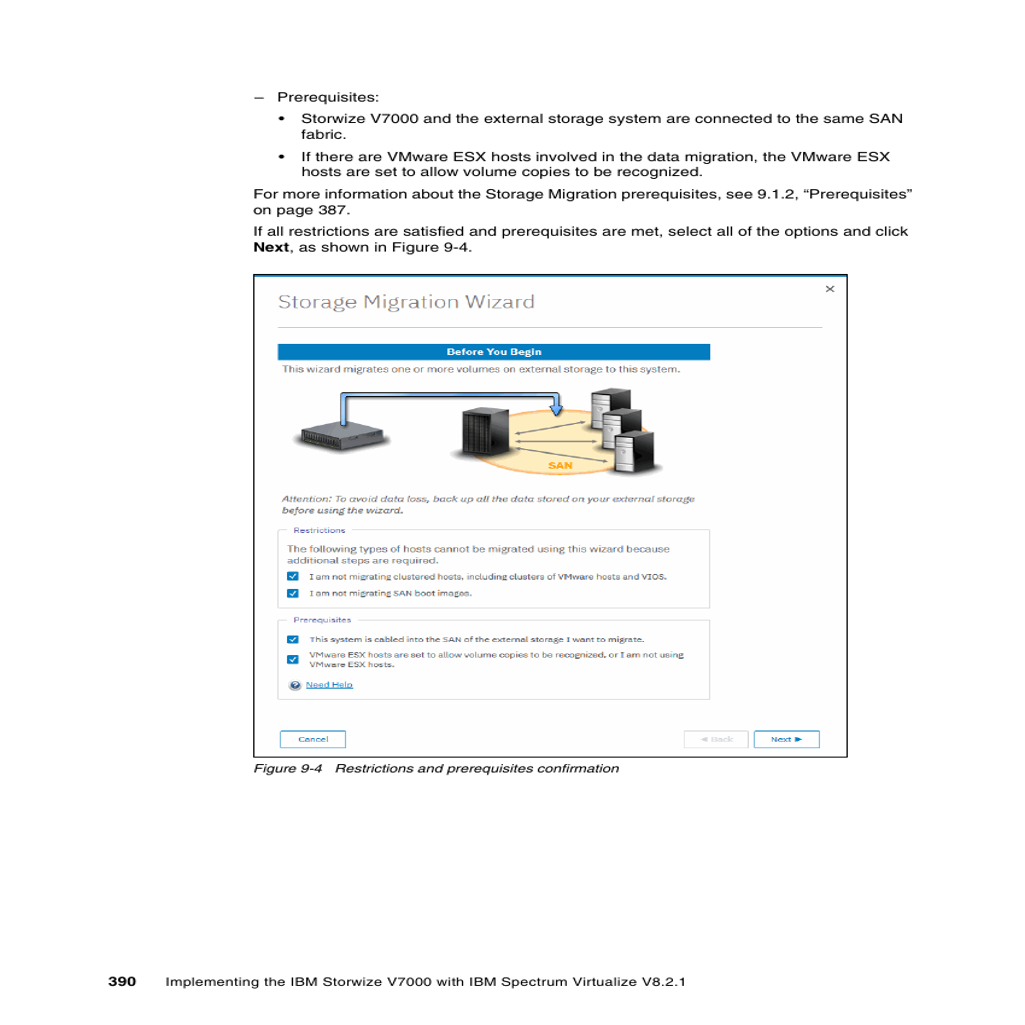 – Prerequisites:
• Storwize V7000 and the external storage system are connected to the same SAN
fabric.
• If there are VMware ESX hosts involved in the data migration, the VMware ESX
hosts are set to allow volume copies to be recognized.
For more information about the Storage Migration prerequisites, see 9.1.2, “Prerequisites”
on page 387.
If all restrictions are satisfied and prerequisites are met, select all of the options and click
Next, as shown in Figure 9-4.
×
Storage Migration Wizard
Before You Begin
This wizard migrates one or more volumes on external storage to this system.
SAN
Attention: To avoid data loss, back up all the data stored on your external storage
before using the wizard.
Restrictions
The following types of hosts cannot be migrated using this wizard because
additional steps are required.
I am not migrating clustered hosts, including clusters of VMware hosts and VIOS.
I am not migrating SAN boot images.
Prerequisites
This system is cabled into the SAN of the external storage I want to migrate.
VMware ESX hosts are set to allow volume copies to be recognized, or I am not using
VMware ESX hosts.
? Need Help
Cancel ◄ Back Next ►
Figure 9-4 Restrictions and prerequisites confirmation
390 Implementing the IBM Storwize V7000 with IBM Spectrum Virtualize V8.2.1